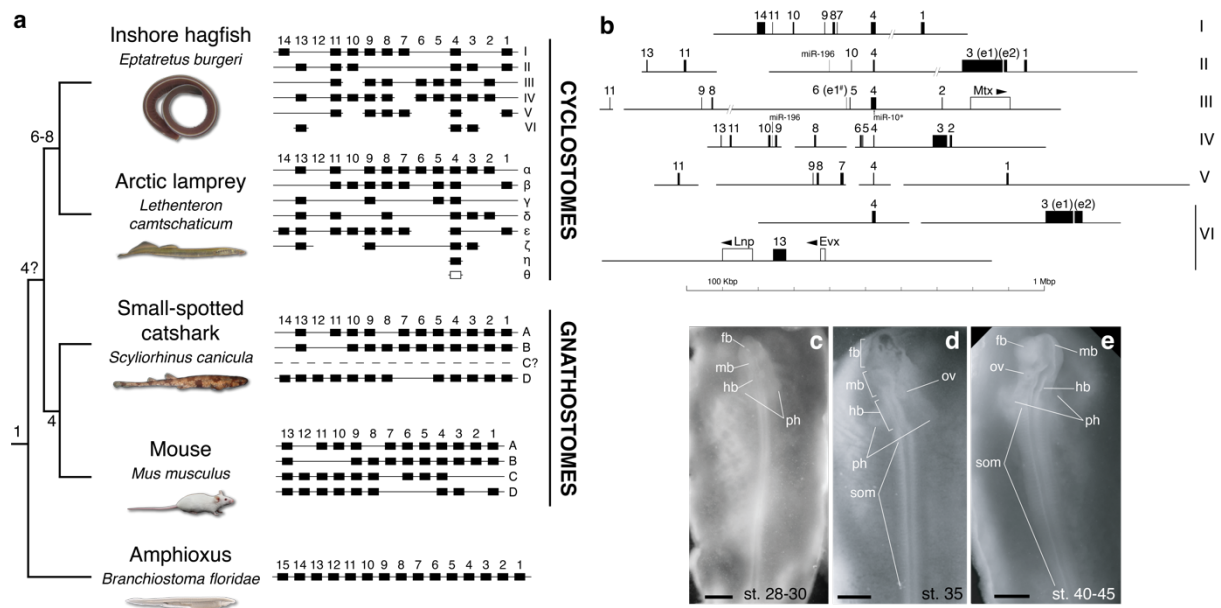 a
Inshore hagfish
Eptatretus burgeri
14 13 12 11 10 9 8 7 6 5 4 3 2 1
I
II
III
IV
V
VI
CYCLOSTOMES
6-8
Arctic lamprey
Lethenteron
camtschaticum
14 13 12 11 10 9 8 7 6 5 4 3 2 1
α
β
γ
δ
ε
ζ
η
θ
4?
Small-spotted
catshark
Scyliorhinus canicula
14 13 12 11 10 9 8 7 6 5 4 3 2 1
A
B
C?
D
GNATHOSTOMES
4
1
Mouse
Mus musculus
13 12 11 10 9 8 7 6 5 4 3 2 1
A
B
C
D
Amphioxus
Branchiostoma floridae
15 14 13 12 11 10 9 8 7 6 5 4 3 2 1
b
14 11 10 9 87 4 1 I
13 11 miR-196 10 4 3 (e1)(e2) 1 II
11 9 8 6 (e1#) 5 4 2 Mtx ► III
13 11 10 miR-196 9 8 65 4 miR-10* 3 2 IV
11 9 8 7 4 1 V
4 3 (e1)(e2)
VI
◄ Lnp 13 ◄ Evx
100 Kbp 1 Mbp
c
fb
mb
hb
ph
st. 28-30
d
fb
mb
hb
ov
ph
som
st. 35
e
fb
mb
ov
hb
ph
som
st. 40-45